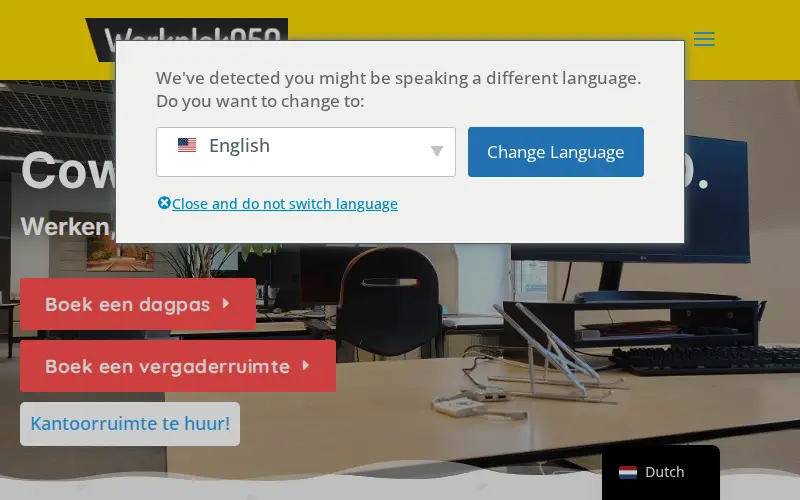 We've detected you might be speaking a different language.
Do you want to change to:
English
Change Language
Close and do not switch language
Werken,
Boek een dagpas
Boek een vergaderruimte
Kantoorruimte te huur!
Dutch